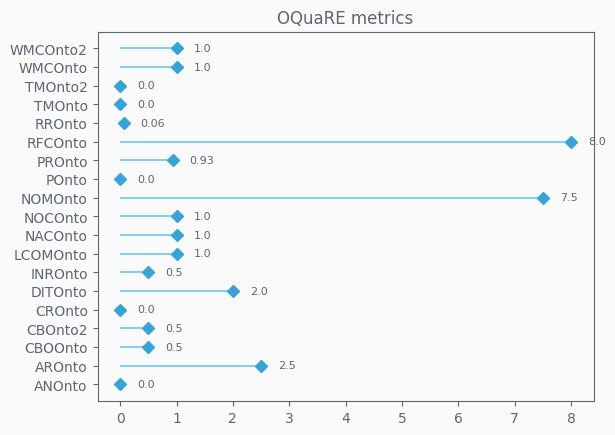 OQuaRE metrics
WMCOnto2 1.0
WMCOnto 1.0
TMOnto2 0.0
TMOnto 0.0
RROnto 0.06
RFCOnto 8.0
PROnto 0.93
POnto 0.0
NOMOnto 7.5
NOCOnto 1.0
NACOnto 1.0
LCOMOnto 1.0
INROnto 0.5
DITOnto 2.0
CROnto 0.0
CBOnto2 0.5
CBOOnto 0.5
AROnto 2.5
ANOnto 0.0
0 1 2 3 4 5 6 7 8